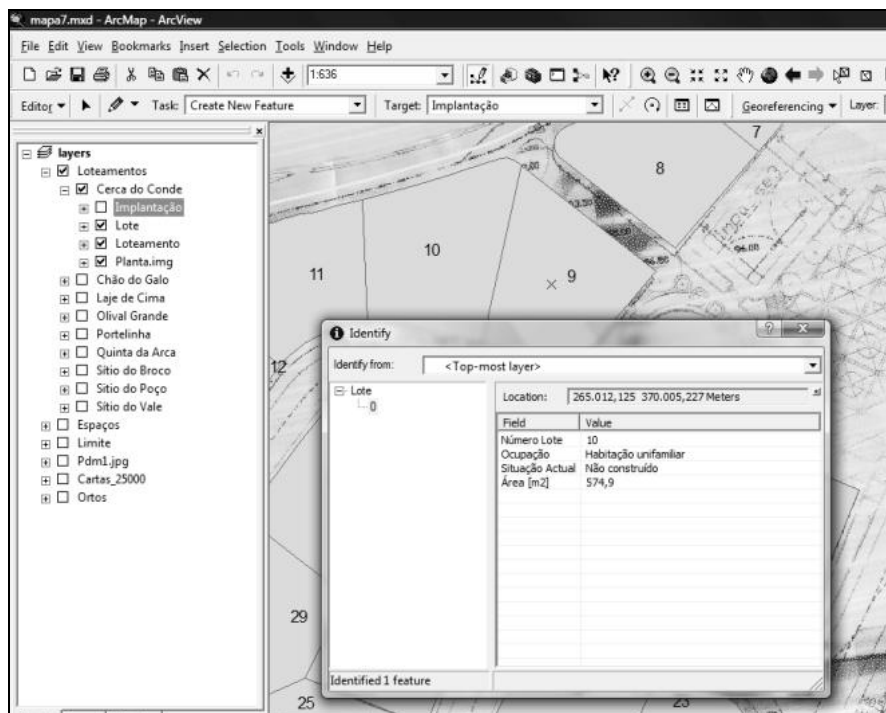 mapa7.mxd - ArcMap - ArcView
File Edit View Bookmarks Insert Selection Tools Window Help
1:636
Editor Task: Create New Feature Target: Implantação Georeferencing Layer:
layers
Loteamentos
Cerca do Conde
Implantação
Lote
Loteamento
Planta.img
Chão do Galo
Laje de Cima
Olival Grande
Portelinha
Quinta da Arca
Sítio do Broco
Sítio do Poço
Sítio do Vale
Espaços
Limite
Pdm1.jpg
Cartas_25000
Ortos
7
8
9
10
11
12
29
25
23
96.00
Identify
Identify from: <Top-most layer>
Lote
0
Location: 265.012,125 370.005,227 Meters
Field Value
Número Lote 10
Ocupação Habitação unifamiliar
Situação Actual Não construído
Área [m2] 574,9
Identified 1 feature